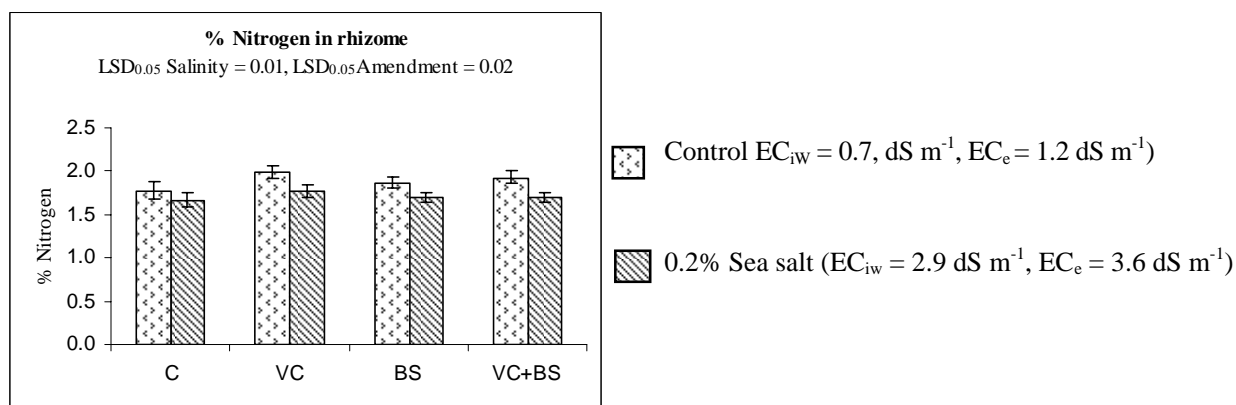 % Nitrogen in rhizome
LSD0.05 Salinity = 0.01, LSD0.05 Amendment = 0.02
% Nitrogen
2.5
2.0
1.5
1.0
0.5
0.0
C VC BS VC+BS
Control ECiW = 0.7, dS m-1, ECe = 1.2 dS m-1)
0.2% Sea salt (ECiw = 2.9 dS m-1, ECe = 3.6 dS m-1)